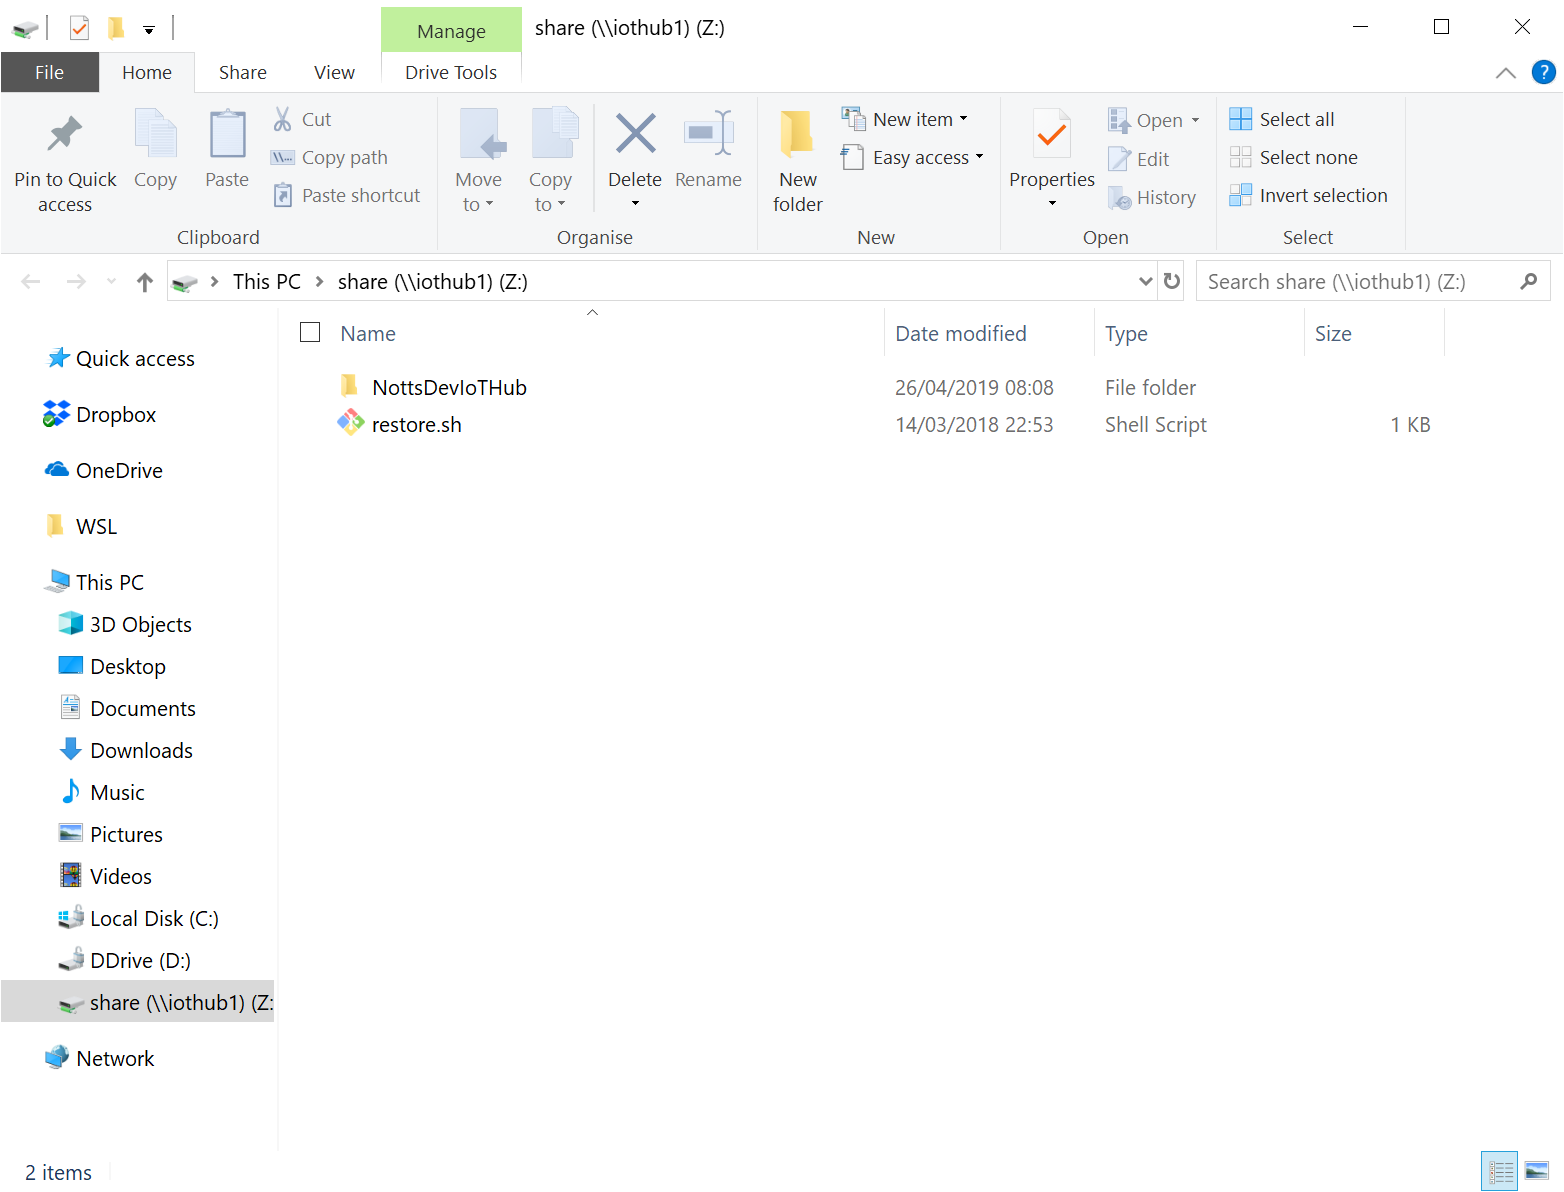 Manage
share (\\iothub1) (Z:)
File
Home
Share
View
Drive Tools
?
Pin to Quick access
Copy
Paste
Cut
Copy path
Paste shortcut
Clipboard
Move to
Copy to
Delete
Rename
Organise
New folder
New item
Easy access
New
Properties
Open
Edit
History
Open
Select all
Select none
Invert selection
Select
This PC
share (\\iothub1) (Z:)
Search share (\\iothub1) (Z:)
Name
Date modified
Type
Size
NottsDevIoTHub 26/04/2019 08:08 File folder
restore.sh 14/03/2018 22:53 Shell Script 1 KB
Quick access
Dropbox
OneDrive
WSL
This PC
3D Objects
Desktop
Documents
Downloads
Music
Pictures
Videos
Local Disk (C:)
DDrive (D:)
share (\\iothub1) (Z:
Network
2 items